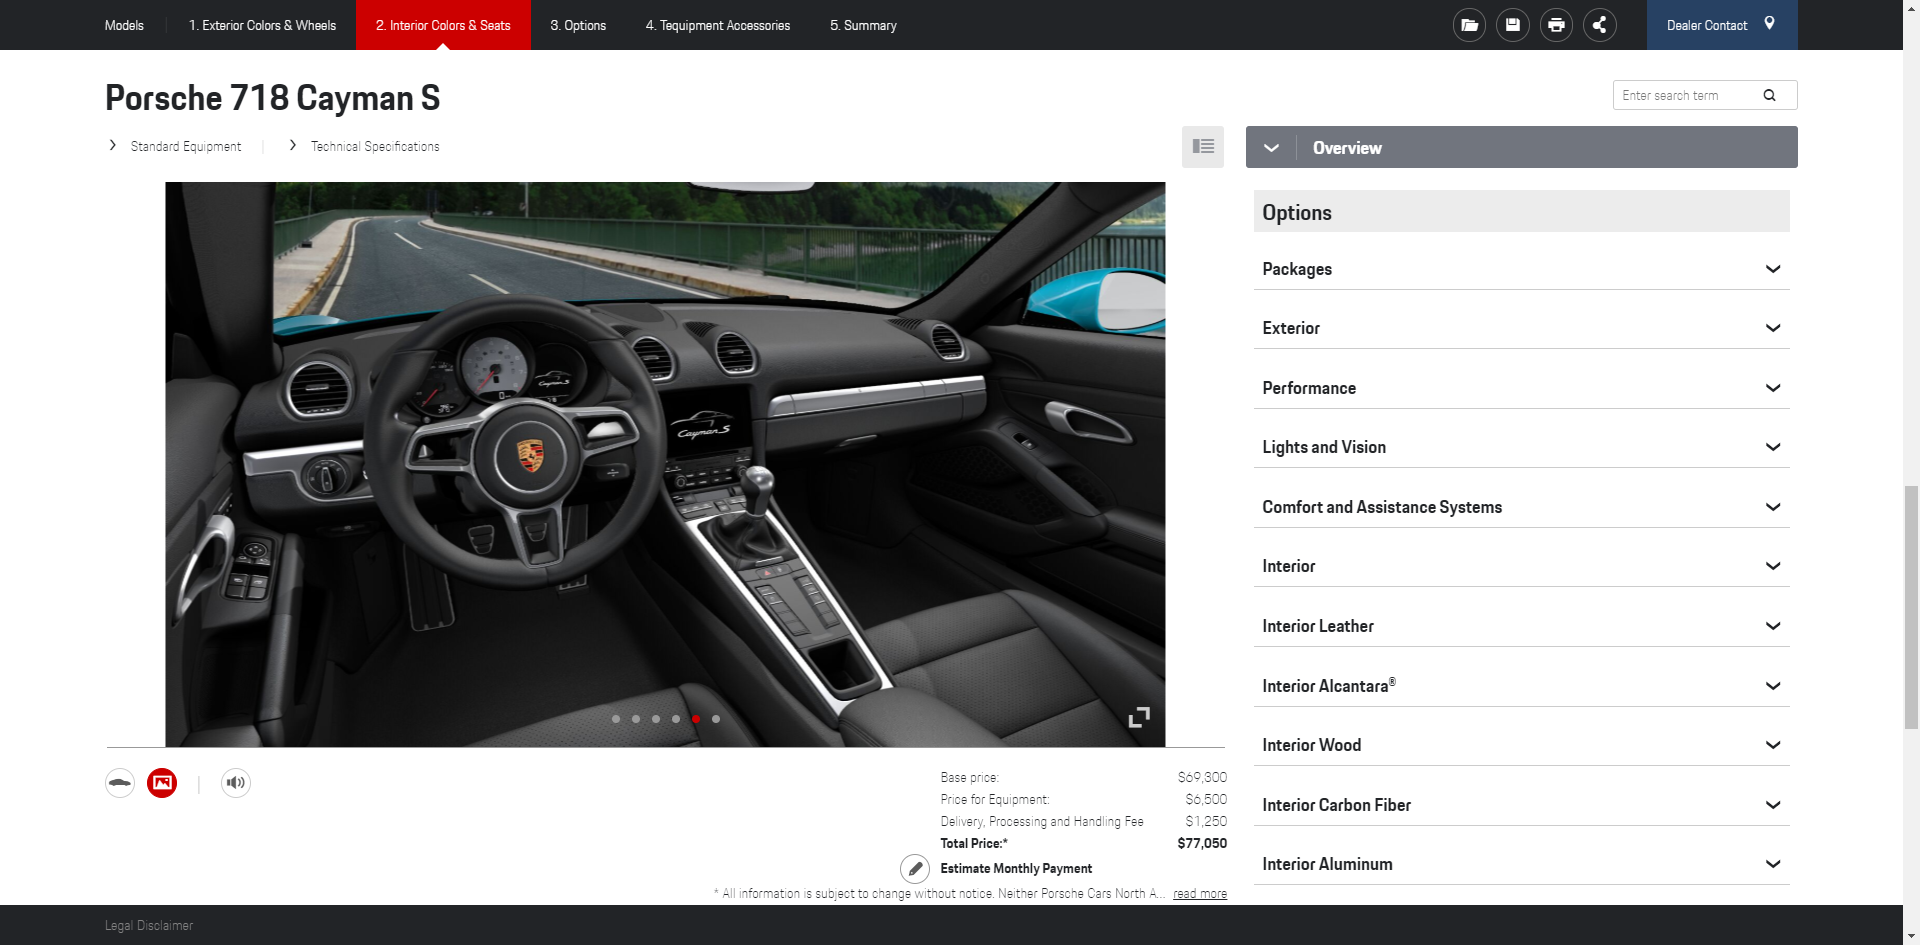 Models
1. Exterior Colors & Wheels
2. Interior Colors & Seats
3. Options
4. Tequipment Accessories
5. Summary
Dealer Contact
Porsche 718 Cayman S
Enter search term
Standard Equipment
Technical Specifications
Overview
Options
Packages
Exterior
Performance
Lights and Vision
Comfort and Assistance Systems
Interior
Interior Leather
Interior Alcantara®
Interior Wood
Interior Carbon Fiber
Interior Aluminum
Cayman S
Base price: $69,300
Price for Equipment: $6,500
Delivery, Processing and Handling Fee $1,250
Total Price:* $77,050
Estimate Monthly Payment
* All information is subject to change without notice. Neither Porsche Cars North A... read more
Legal Disclaimer